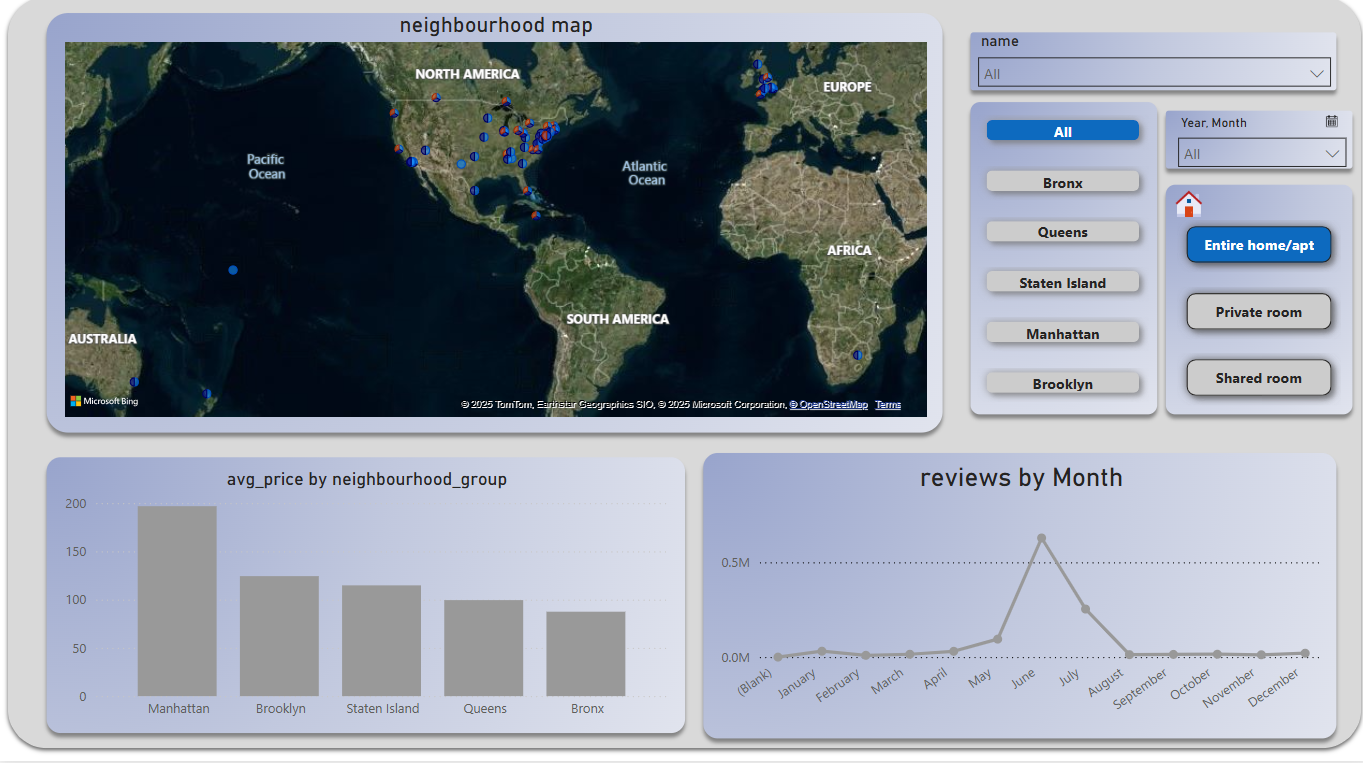 neighbourhood map
NORTH AMERICA
EUROPE
Pacific
Ocean
Atlantic
Ocean
AFRICA
SOUTH AMERICA
AUSTRALIA
Microsoft Bing
© 2025 TomTom, Earthstar Geographics SIO, © 2025 Microsoft Corporation, © OpenStreetMap Terms
name
All
All
Bronx
Queens
Staten Island
Manhattan
Brooklyn
Year, Month
All
Entire home/apt
Private room
Shared room
avg_price by neighbourhood_group
200
150
100
50
0
Manhattan Brooklyn Staten Island Queens Bronx
reviews by Month
0.5M
0.0M
(Blank) January February March April May June July August September October November December